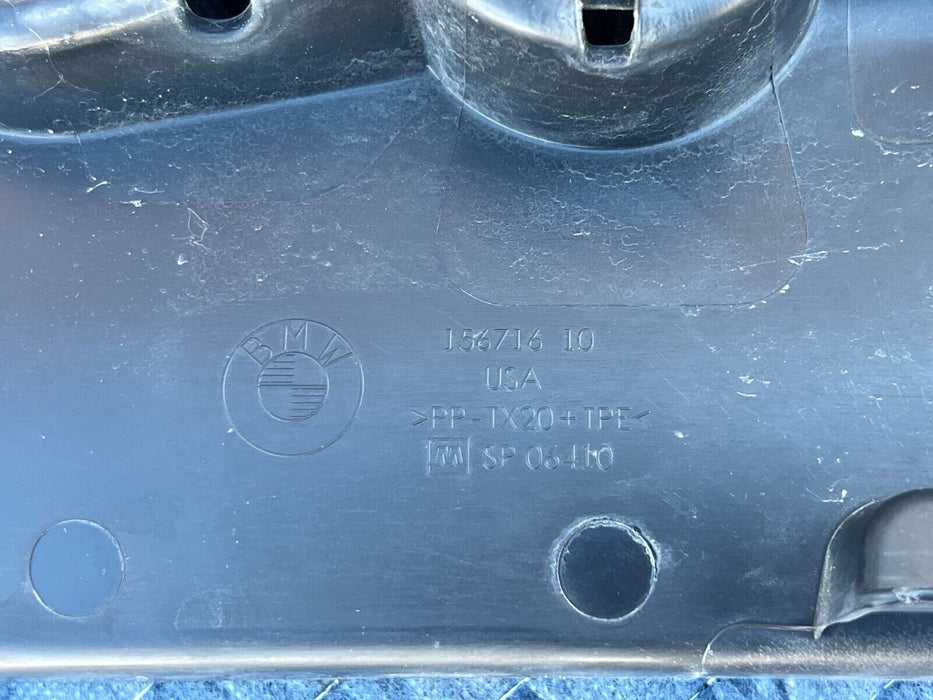 BMW
156716 10
USA
>PP-TX20+TPE<
SP 06410